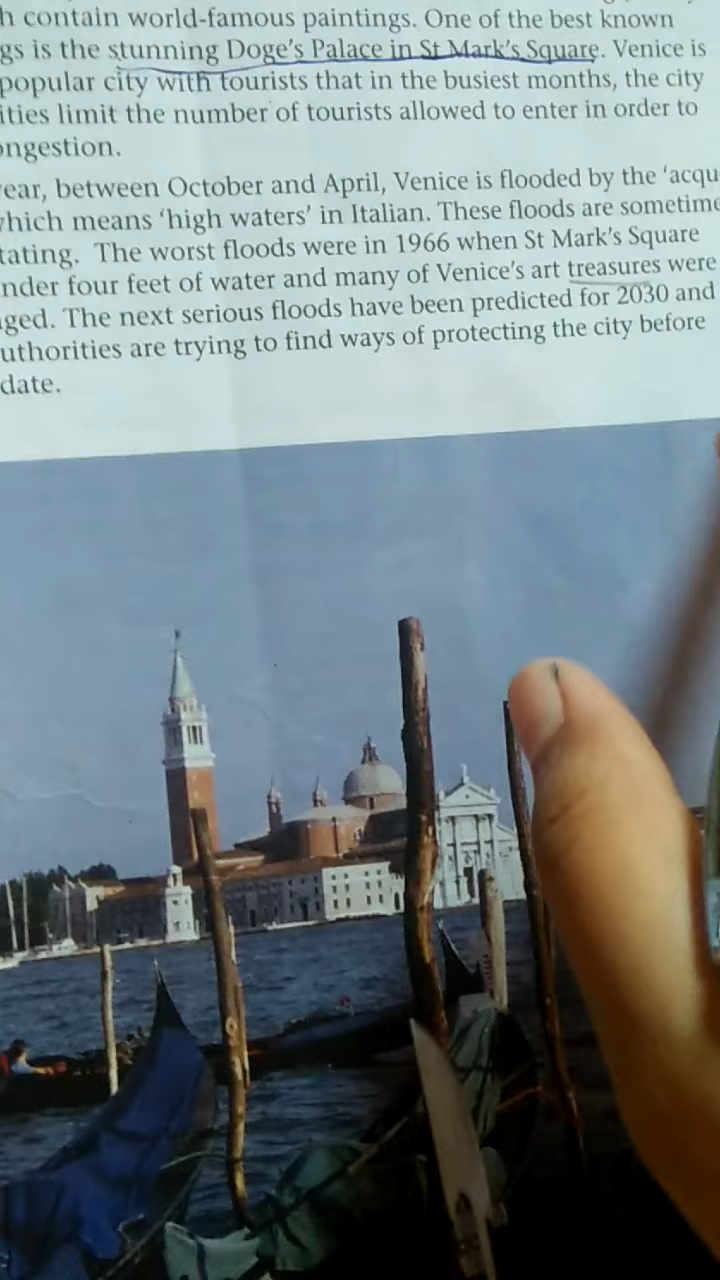 h contain world-famous paintings. One of the best known
gs is the stunning Doge's Palace in St Mark's Square. Venice is
popular city with tourists that in the busiest months, the city
ities limit the number of tourists allowed to enter in order to
ongestion.
ear, between October and April, Venice is flooded by the 'acqu
which means 'high waters' in Italian. These floods are sometime
tating. The worst floods were in 1966 when St Mark's Square
nder four feet of water and many of Venice's art treasures were
ged. The next serious floods have been predicted for 2030 and
uthorities are trying to find ways of protecting the city before
date.